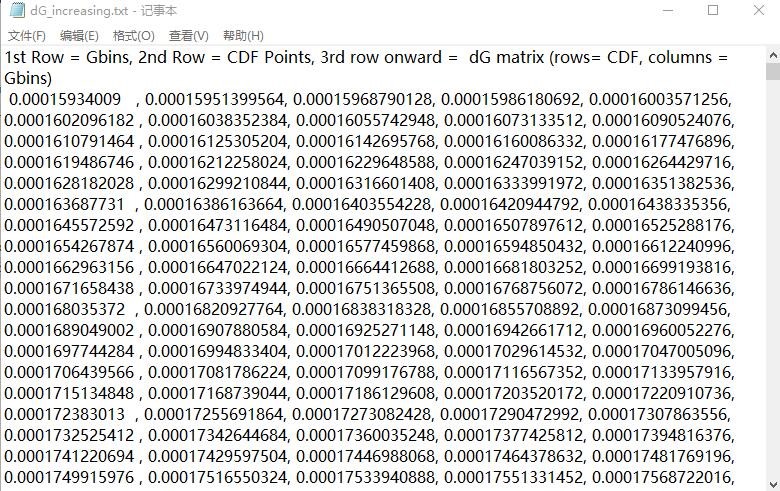 dG_increasing.txt - 记事本
文件(F) 编辑(E) 格式(O) 查看(V) 帮助(H)
1st Row = Gbins, 2nd Row = CDF Points, 3rd row onward =  dG matrix (rows= CDF, columns =
Gbins)
0.00015934009   , 0.00015951399564, 0.00015968790128, 0.00015986180692, 0.00016003571256,
0.0001602096182 , 0.00016038352384, 0.00016055742948, 0.00016073133512, 0.00016090524076,
0.0001610791464 , 0.00016125305204, 0.00016142695768, 0.00016160086332, 0.00016177476896,
0.0001619486746 , 0.00016212258024, 0.00016229648588, 0.00016247039152, 0.00016264429716,
0.0001628182028 , 0.00016299210844, 0.00016316601408, 0.00016333991972, 0.00016351382536,
0.000163687731   , 0.00016386163664, 0.00016403554228, 0.00016420944792, 0.00016438335356,
0.0001645572592 , 0.00016473116484, 0.00016490507048, 0.00016507897612, 0.00016525288176,
0.0001654267874 , 0.00016560069304, 0.00016577459868, 0.00016594850432, 0.00016612240996,
0.0001662963156 , 0.00016647022124, 0.00016664412688, 0.00016681803252, 0.00016699193816,
0.0001671658438 , 0.00016733974944, 0.00016751365508, 0.00016768756072, 0.00016786146636,
0.000168035372   , 0.00016820927764, 0.00016838318328, 0.00016855708892, 0.00016873099456,
0.0001689049002 , 0.00016907880584, 0.00016925271148, 0.00016942661712, 0.00016960052276,
0.0001697744284 , 0.00016994833404, 0.00017012223968, 0.00017029614532, 0.00017047005096,
0.0001706439566 , 0.00017081786224, 0.00017099176788, 0.00017116567352, 0.00017133957916,
0.0001715134848 , 0.00017168739044, 0.00017186129608, 0.00017203520172, 0.00017220910736,
0.000172383013   , 0.00017255691864, 0.00017273082428, 0.00017290472992, 0.00017307863556,
0.0001732525412 , 0.00017342644684, 0.00017360035248, 0.00017377425812, 0.00017394816376,
0.0001741220694 , 0.00017429597504, 0.00017446988068, 0.00017464378632, 0.00017481769196,
0.0001749915976 , 0.00017516550324, 0.00017533940888, 0.00017551331452, 0.00017568722016,